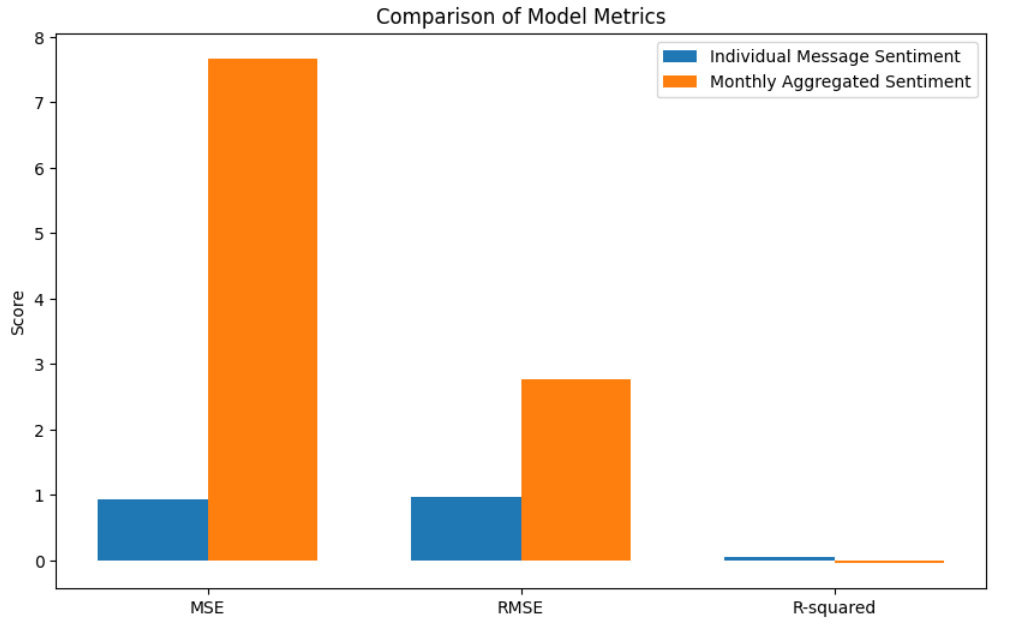 Comparison of Model Metrics
Individual Message Sentiment
Monthly Aggregated Sentiment
Score
8
7
6
5
4
3
2
1
0
MSE
RMSE
R-squared